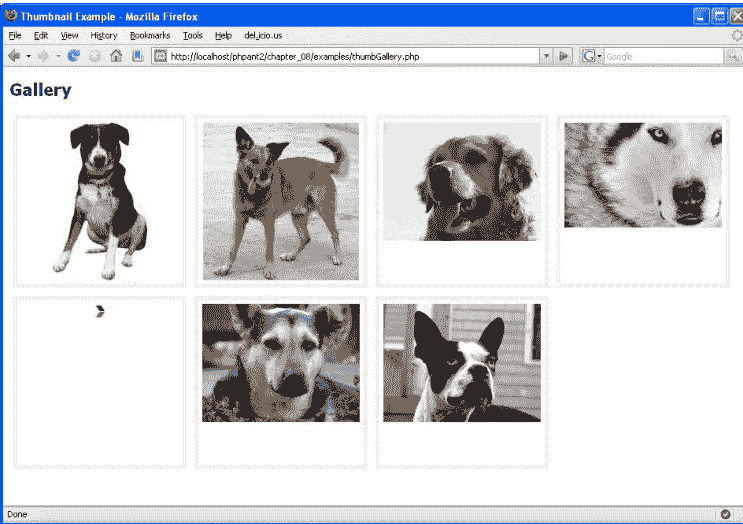 Thumbnail Example - Mozilla Firefox
File Edit View History Bookmarks Tools Help del.icio.us
http://localhost/phpant2/chapter_08/examples/thumbGallery.php
G Google
Gallery
Done